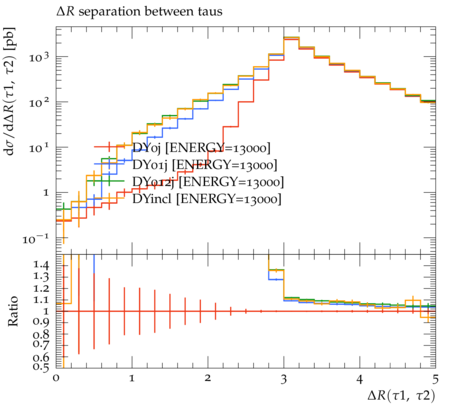 ΔR separation between taus
dσ/dΔR(τ1, τ2) [pb]
10³
10²
10¹
1
10⁻¹
DY0j [ENERGY=13000]
DY01j [ENERGY=13000]
DY012j [ENERGY=13000]
DYincl [ENERGY=13000]
Ratio
1.4
1.3
1.2
1.1
1
0.9
0.8
0.7
0.6
0.5
0 1 2 3 4 5
ΔR(τ1, τ2)